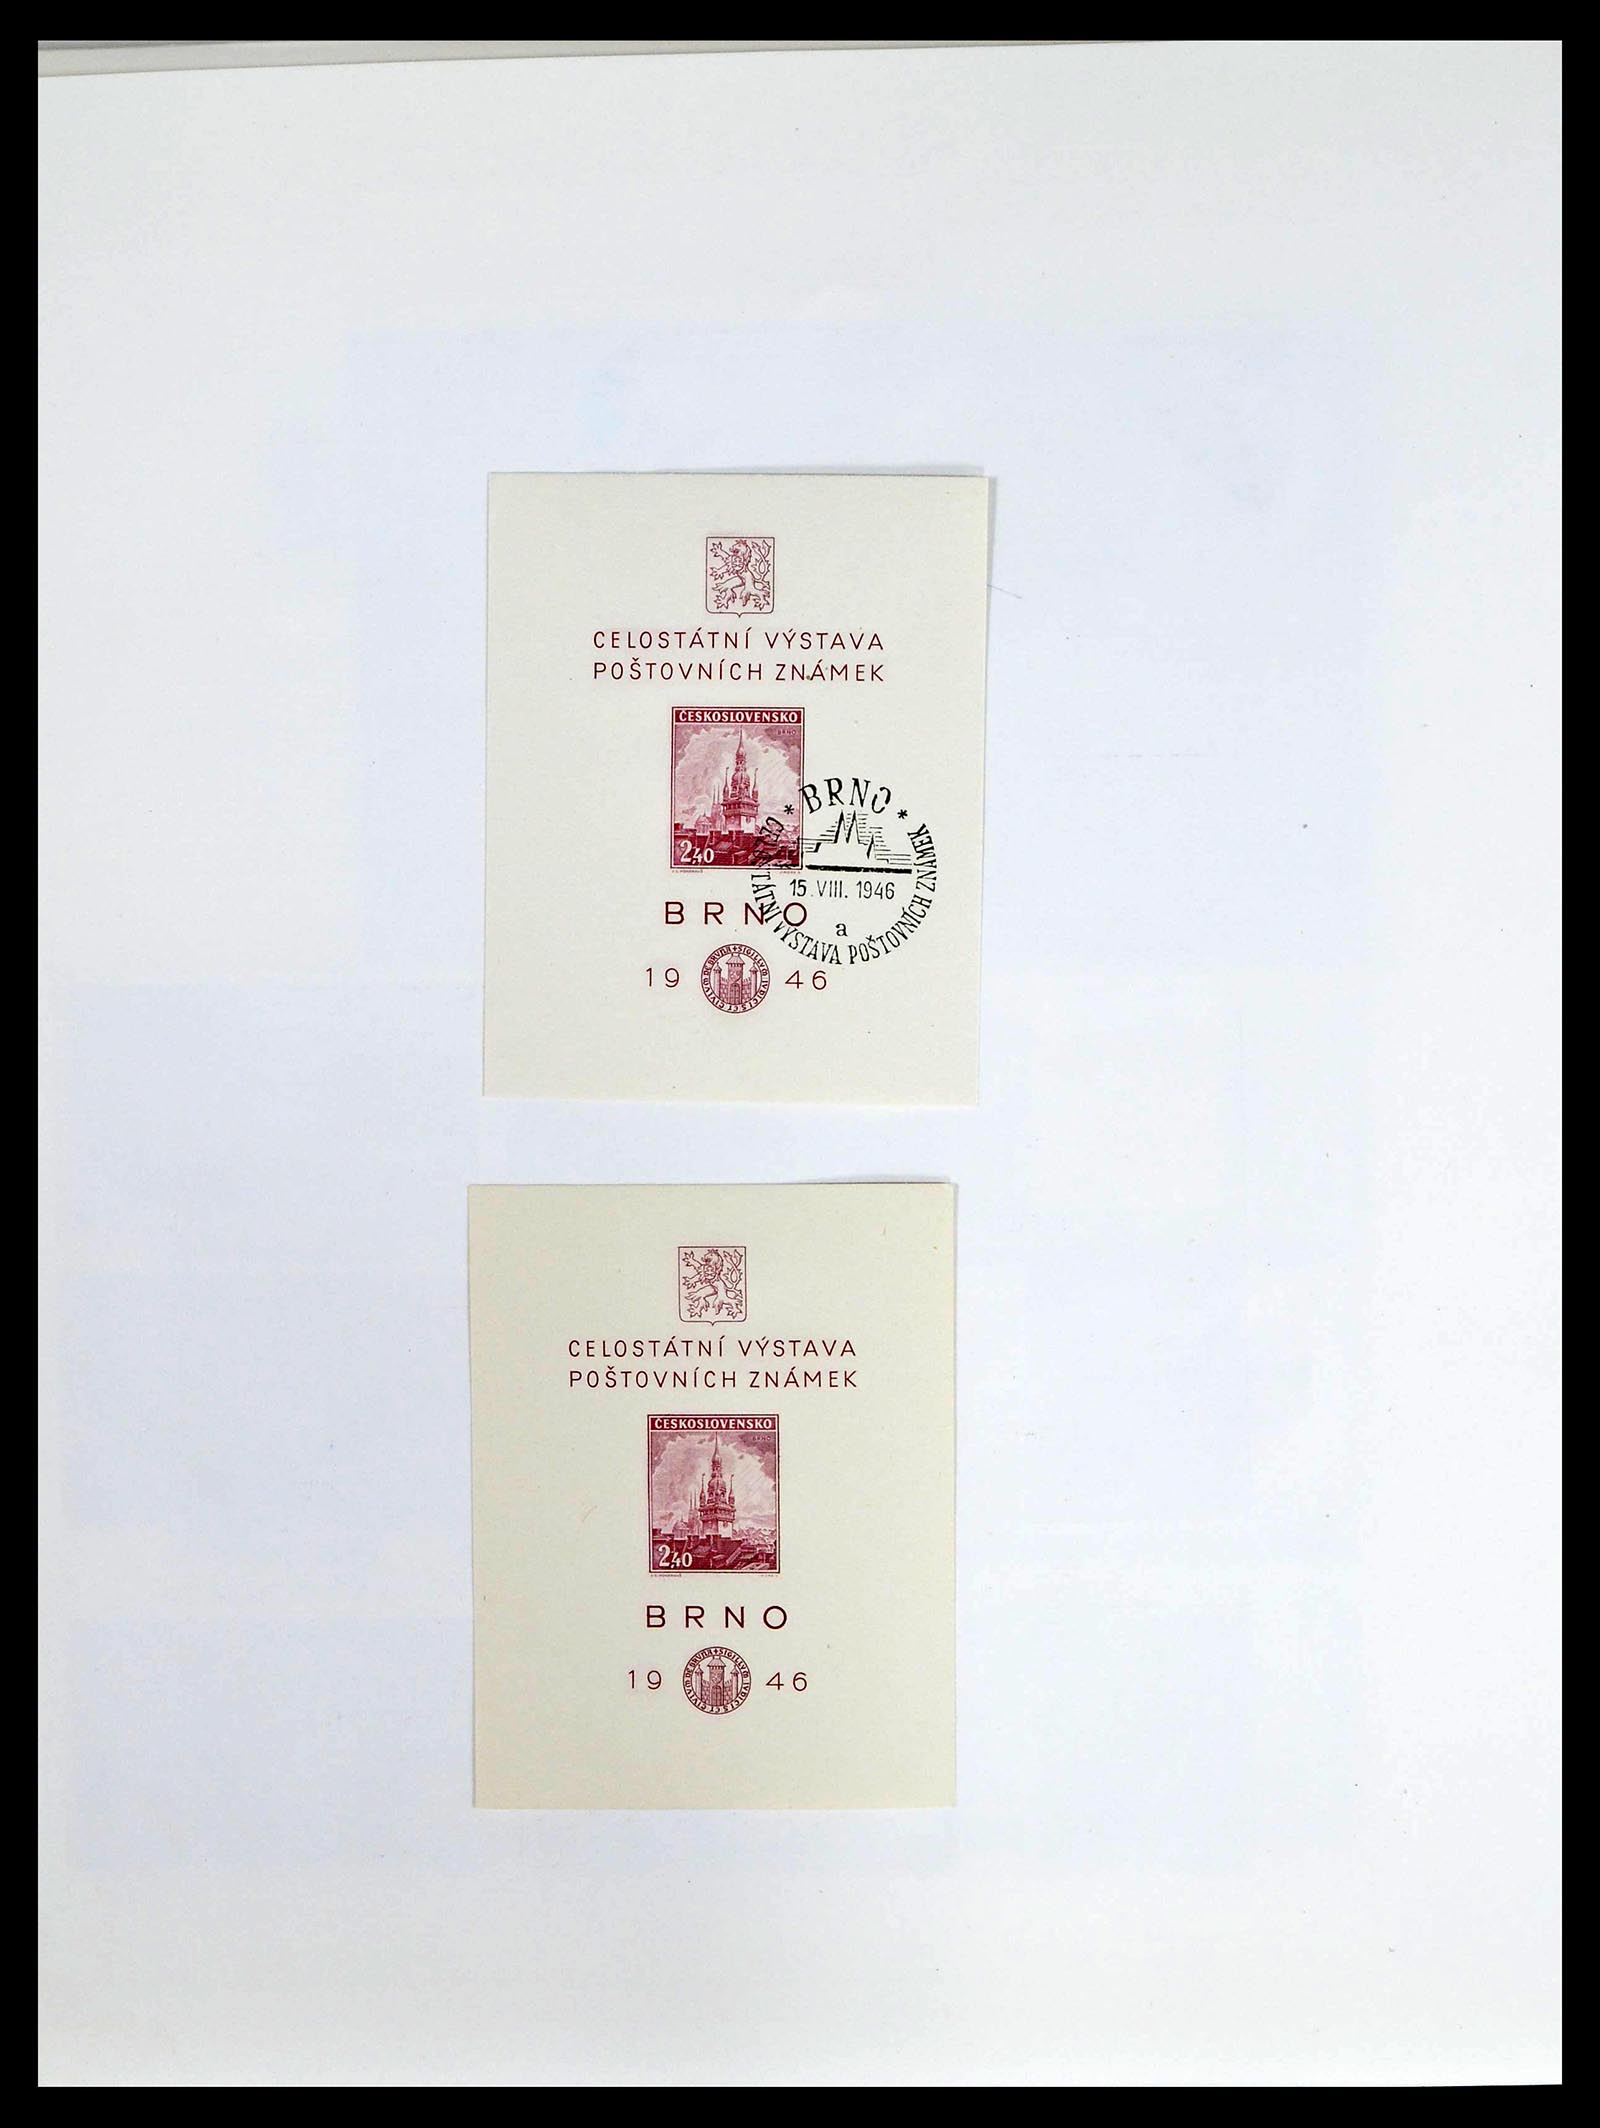 CELOSTÁTNÍ VÝSTAVA
POŠTOVNÍCH ZNÁMEK
ČESKOSLOVENSKO
BRNO
2,40
* BRNO *
15.VIII. 1946
a
CELOSTÁTNÍ VÝSTAVA POŠTOVNÍCH ZNÁMEK
BRNO
19 46
CELOSTÁTNÍ VÝSTAVA
POŠTOVNÍCH ZNÁMEK
ČESKOSLOVENSKO
BRNO
2,40
BRNO
19 46